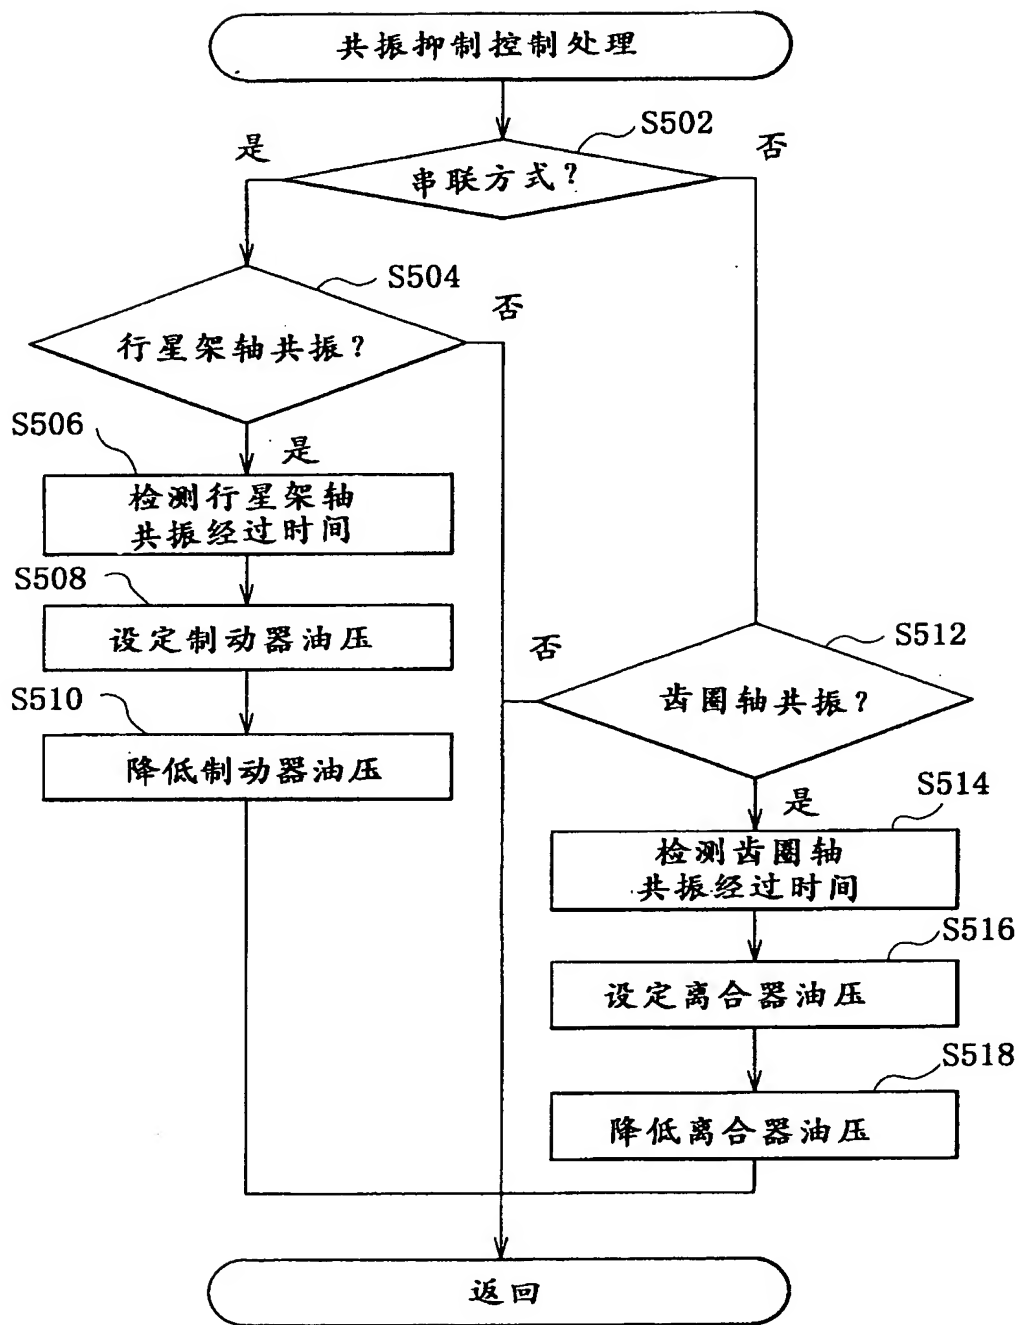 共振抑制控制处理
S502
是
否
串联方式?
S504
否
行星架轴共振?
S506
是
检测行星架轴
共振经过时间
S508
设定制动器油压
S510
降低制动器油压
S512
否
齿圈轴共振?
S514
是
检测齿圈轴
共振经过时间
S516
设定离合器油压
S518
降低离合器油压
返回